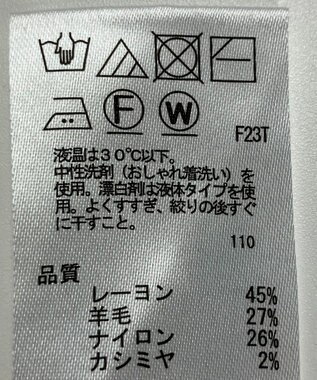 F W
F23T
液温は30℃以下。
中性洗剤（おしゃれ着洗い）を
使用。漂白剤は液体タイプを使
用。よくすすぎ、絞りの後すぐ
に干すこと。
110
品質
レーヨン 45%
羊毛 27%
ナイロン 26%
カシミヤ 2%